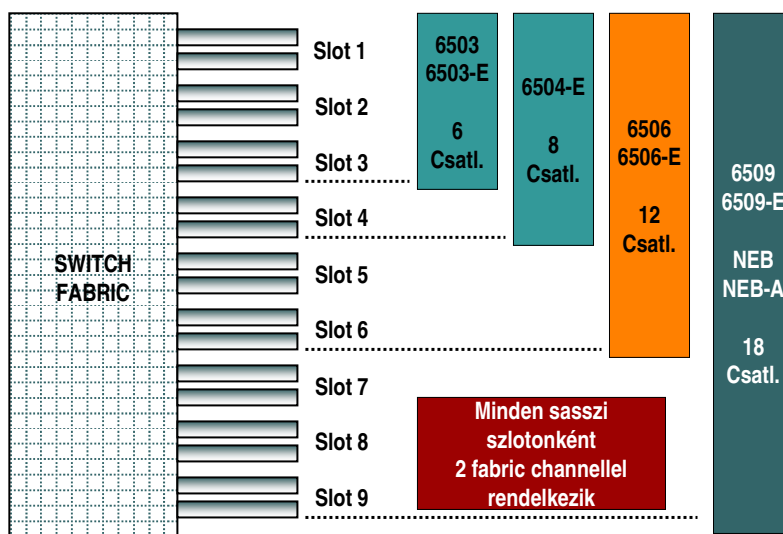 SWITCH
FABRIC
Slot 1
Slot 2
Slot 3
Slot 4
Slot 5
Slot 6
Slot 7
Slot 8
Slot 9
6503
6503-E
6
Csatl.
6504-E
8
Csatl.
6506
6506-E
12
Csatl.
6509
6509-E
NEB
NEB-A
18
Csatl.
Minden sasszi
szlotonként
2 fabric channellel
rendelkezik